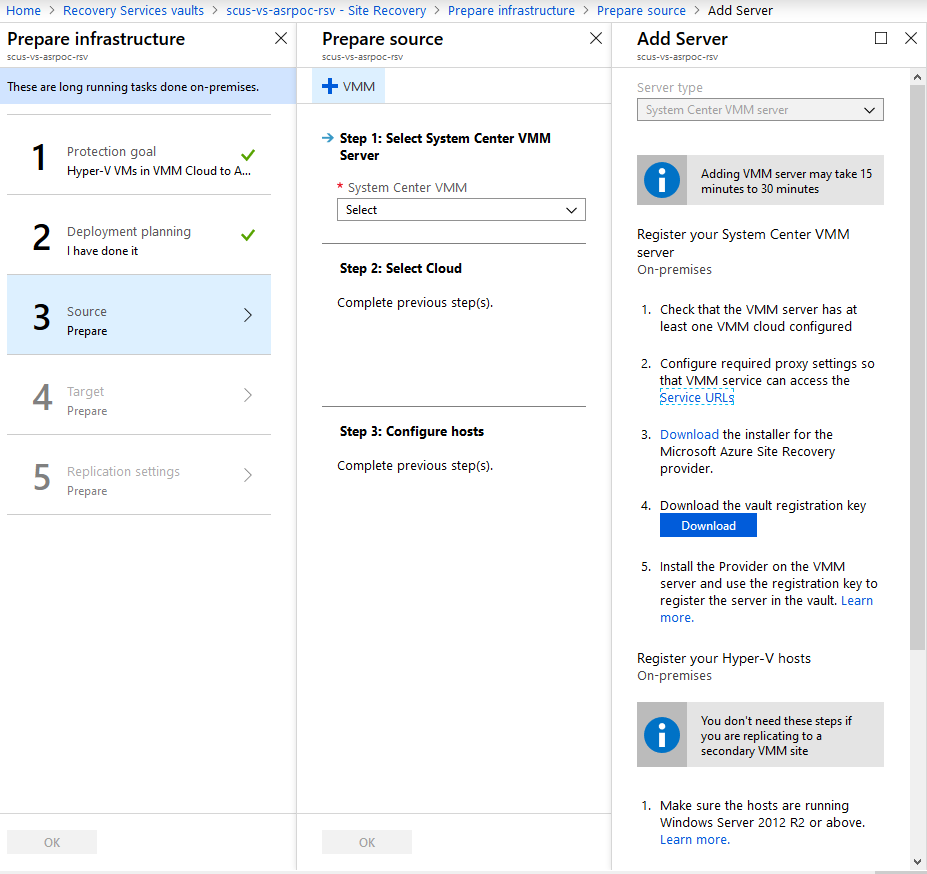 Home > Recovery Services vaults > scus-vs-asrpoc-rsv - Site Recovery > Prepare infrastructure > Prepare source > Add Server
Prepare infrastructure
scus-vs-asrpoc-rsv
These are long running tasks done on-premises.
1
Protection goal
Hyper-V VMs in VMM Cloud to A...
2
Deployment planning
I have done it
3
Source
Prepare
4
Target
Prepare
5
Replication settings
Prepare
OK
Prepare source
scus-vs-asrpoc-rsv
VMM
Step 1: Select System Center VMM
Server
* System Center VMM
Select
Step 2: Select Cloud
Complete previous step(s).
Step 3: Configure hosts
Complete previous step(s).
OK
Add Server
scus-vs-asrpoc-rsv
Server type
System Center VMM server
Adding VMM server may take 15
minutes to 30 minutes
Register your System Center VMM
server
On-premises
1. Check that the VMM server has at
least one VMM cloud configured
2. Configure required proxy settings so
that VMM service can access the
Service URLs
3. Download the installer for the
Microsoft Azure Site Recovery
provider.
4. Download the vault registration key
Download
5. Install the Provider on the VMM
server and use the registration key to
register the server in the vault. Learn
more.
Register your Hyper-V hosts
On-premises
You don't need these steps if
you are replicating to a
secondary VMM site
1. Make sure the hosts are running
Windows Server 2012 R2 or above.
Learn more.